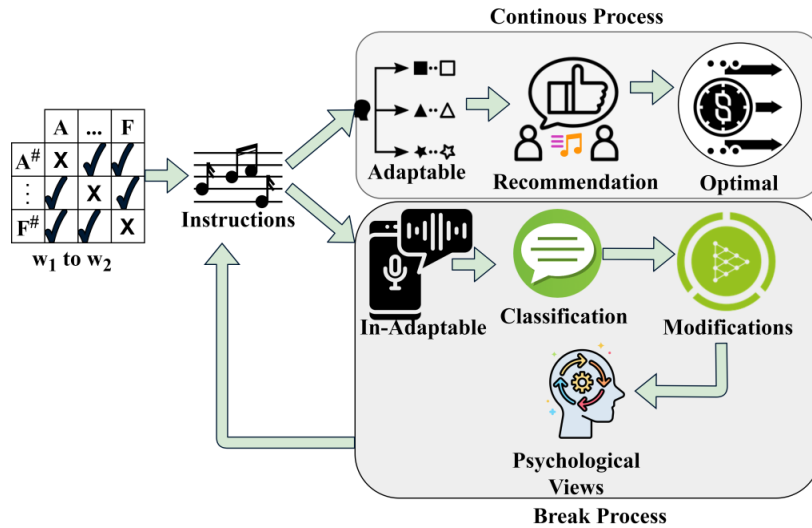 Continous Process
A ... F
A# X ✓ ✓
⋮ ✓ X ✓
F# ✓ ✓ X
w1 to w2
Instructions
Adaptable
Recommendation
Optimal
In-Adaptable
Classification
Modifications
Psychological
Views
Break Process